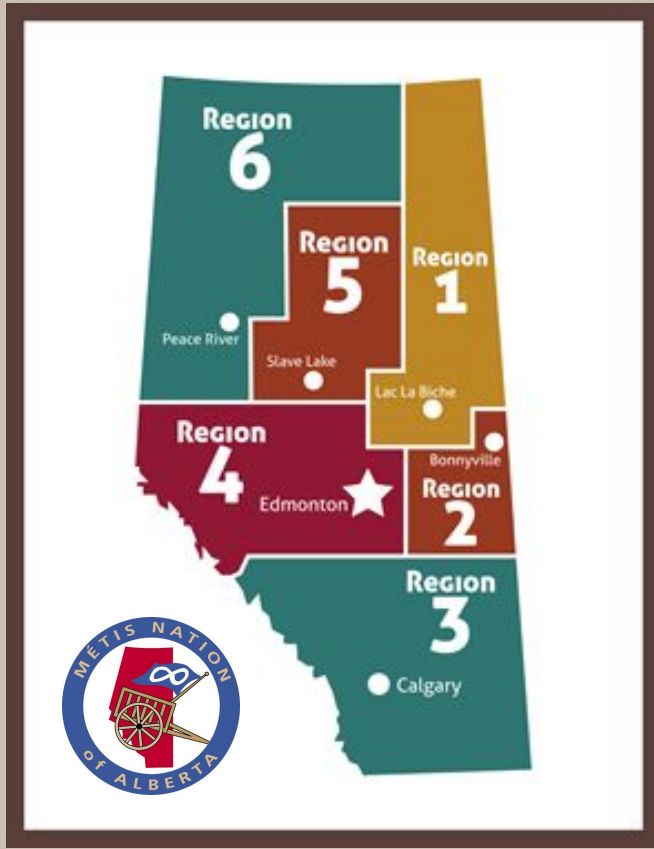 Region
6
Region
5
Region
1
Peace River
Slave Lake
Lac La Biche
Region
4
Bonnyville
Edmonton
Region
2
Region
3
Calgary
MÉTIS NATION
of ALBERTA